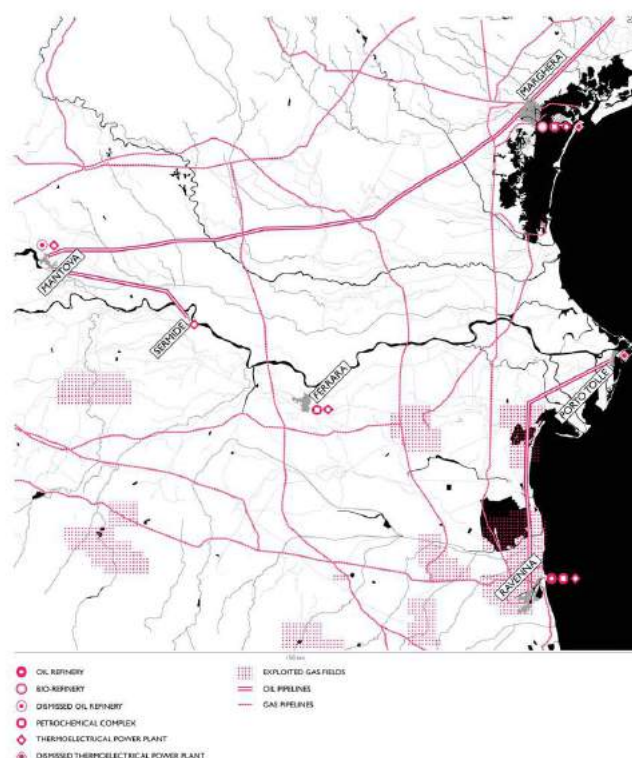 MARGHERA
MANTOVA
SERMIDE
FERRARA
PORTO TOLLE
RAVENNA
OIL REFINERY
BIO-REFINERY
DISMISSED OIL REFINERY
PETROCHEMICAL COMPLEX
THERMOELECTRICAL POWER PLANT
DISMISSED THERMOELECTRICAL POWER PLANT
EXPLOITED GAS FIELDS
OIL PIPELINES
GAS PIPELINES